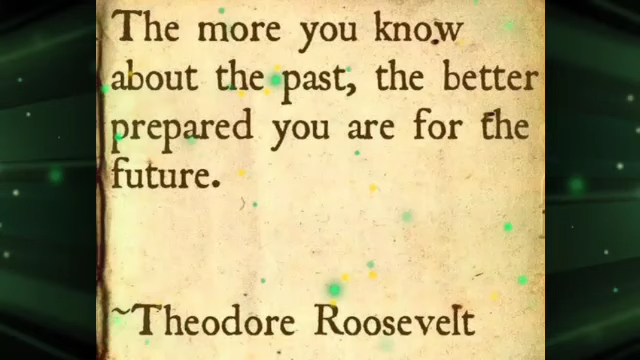 The more you know
about the past, the better
prepared you are for the
future.
~Theodore Roosevelt